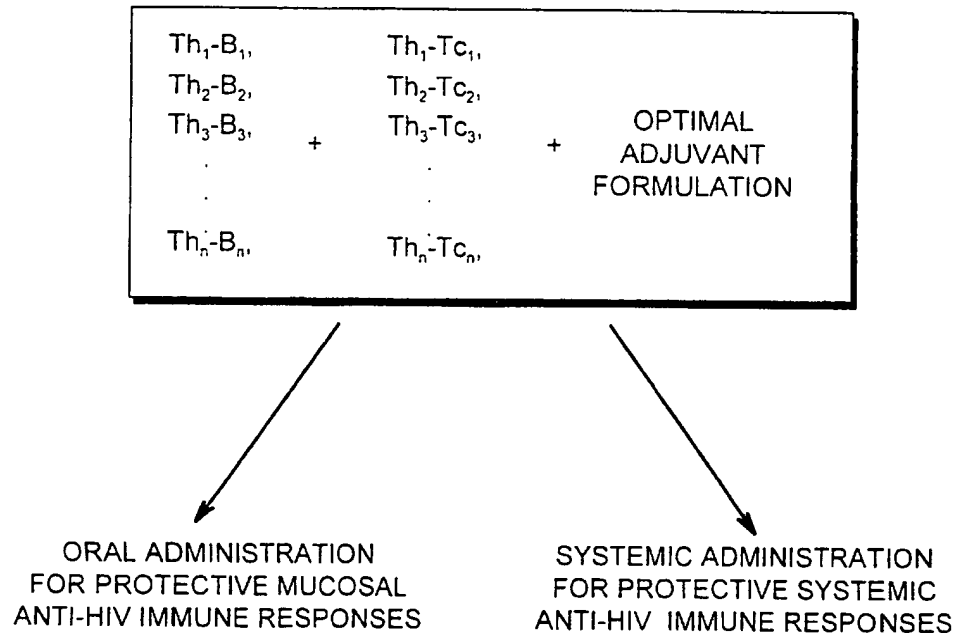 Th₁-B₁,
Th₂-B₂,
Th₃-B₃,
.
.
Thₙ-Bₙ,
+
Th₁-Tc₁,
Th₂-Tc₂,
Th₃-Tc₃,
.
.
Thₙ-Tcₙ,
+
OPTIMAL
ADJUVANT
FORMULATION
ORAL ADMINISTRATION
FOR PROTECTIVE MUCOSAL
ANTI-HIV IMMUNE RESPONSES
SYSTEMIC ADMINISTRATION
FOR PROTECTIVE SYSTEMIC
ANTI-HIV IMMUNE RESPONSES